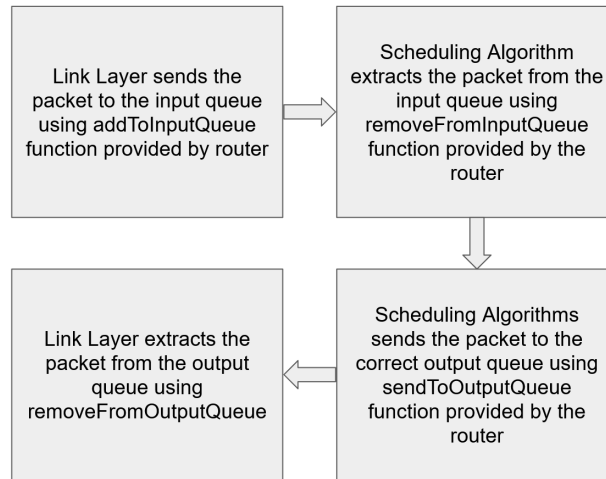 Link Layer sends the
packet to the input queue
using addToInputQueue
function provided by router
Scheduling Algorithm
extracts the packet from the
input queue using
removeFromInputQueue
function provided by the
router
Scheduling Algorithms
sends the packet to the
correct output queue using
sendToOutputQueue
function provided by the
router
Link Layer extracts the
packet from the output
queue using
removeFromOutputQueue